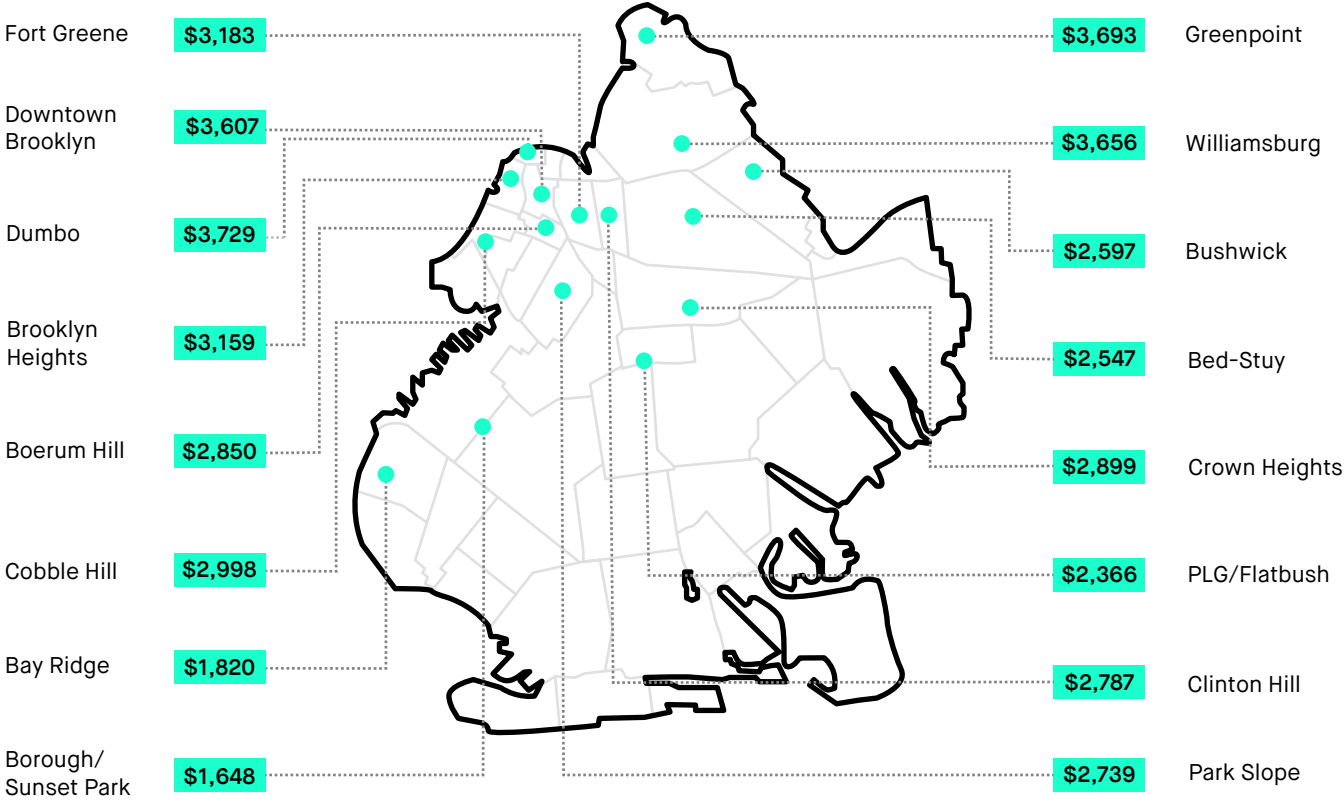 Fort Greene $3,183
Downtown
Brooklyn $3,607
Dumbo $3,729
Brooklyn
Heights $3,159
Boerum Hill $2,850
Cobble Hill $2,998
Bay Ridge $1,820
Borough/
Sunset Park $1,648
$3,693 Greenpoint
$3,656 Williamsburg
$2,597 Bushwick
$2,547 Bed-Stuy
$2,899 Crown Heights
$2,366 PLG/Flatbush
$2,787 Clinton Hill
$2,739 Park Slope